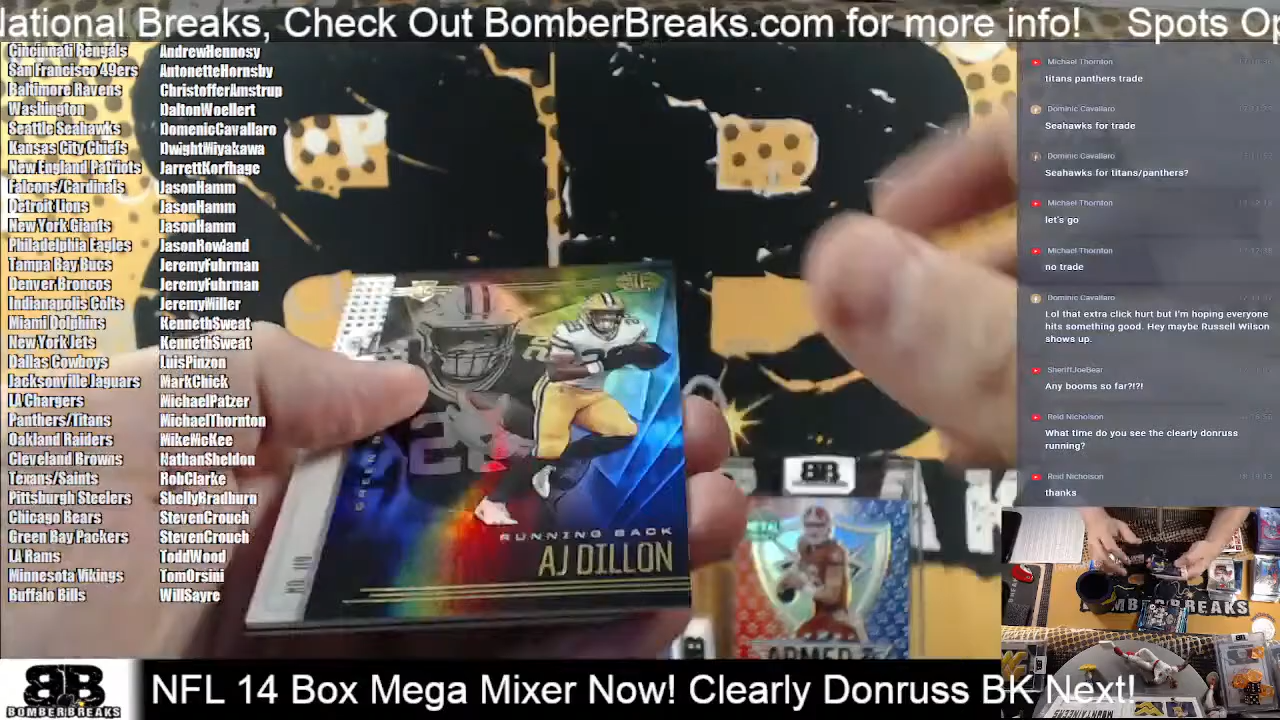 National Breaks, Check Out BomberBreaks.com for more info! Spots Op
Cincinnati Bengals AndrewHennosy
San Francisco 49ers AntonetteHornsby
Baltimore Ravens ChristofferAmstrup
Washington DaltonWoellert
Seattle Seahawks DomenicCavallaro
Kansas City Chiefs DwightMiyakawa
New England Patriots JarrettKorfhage
Falcons/Cardinals JasonHamm
Detroit Lions JasonHamm
New York Giants JasonHamm
Philadelphia Eagles JasonRowland
Tampa Bay Bucs JeremyFuhrman
Denver Broncos JeremyFuhrman
Indianapolis Colts JeremyMiller
Miami Dolphins KennethSweat
New York Jets KennethSweat
Dallas Cowboys LuisPinzon
Jacksonville Jaguars MarkChick
LA Chargers MichaelPatzer
Panthers/Titans MichaelThornton
Oakland Raiders MikeMcKee
Cleveland Browns NathanSheldon
Texans/Saints RobClarke
Pittsburgh Steelers ShellyRadburn
Chicago Bears StevenCrouch
Green Bay Packers StevenCrouch
LA Rams ToddWood
Minnesota Vikings TomOrsini
Buffalo Bills WillSayre
RUNNING BACK
AJ DILLON
ARMED &
Michael Thornton
titans panthers trade
Dominic Cavallaro
Seahawks for trade
Dominic Cavallaro
Seahawks for titans/panthers?
Michael Thornton
let's go
Michael Thornton
no trade
Dominic Cavallaro
Lol that extra click hurt but I'm hoping everyone
hits something good. Hey maybe Russell Wilson
shows up.
SheriffJoeBear
Any booms so far?!?!
Reid Nicholson
What time do you see the clearly donruss
running?
Reid Nicholson
thanks
BOMBERBREAKS
BB
BOMBERBREAKS
NFL 14 Box Mega Mixer Now! Clearly Donruss BK Next!